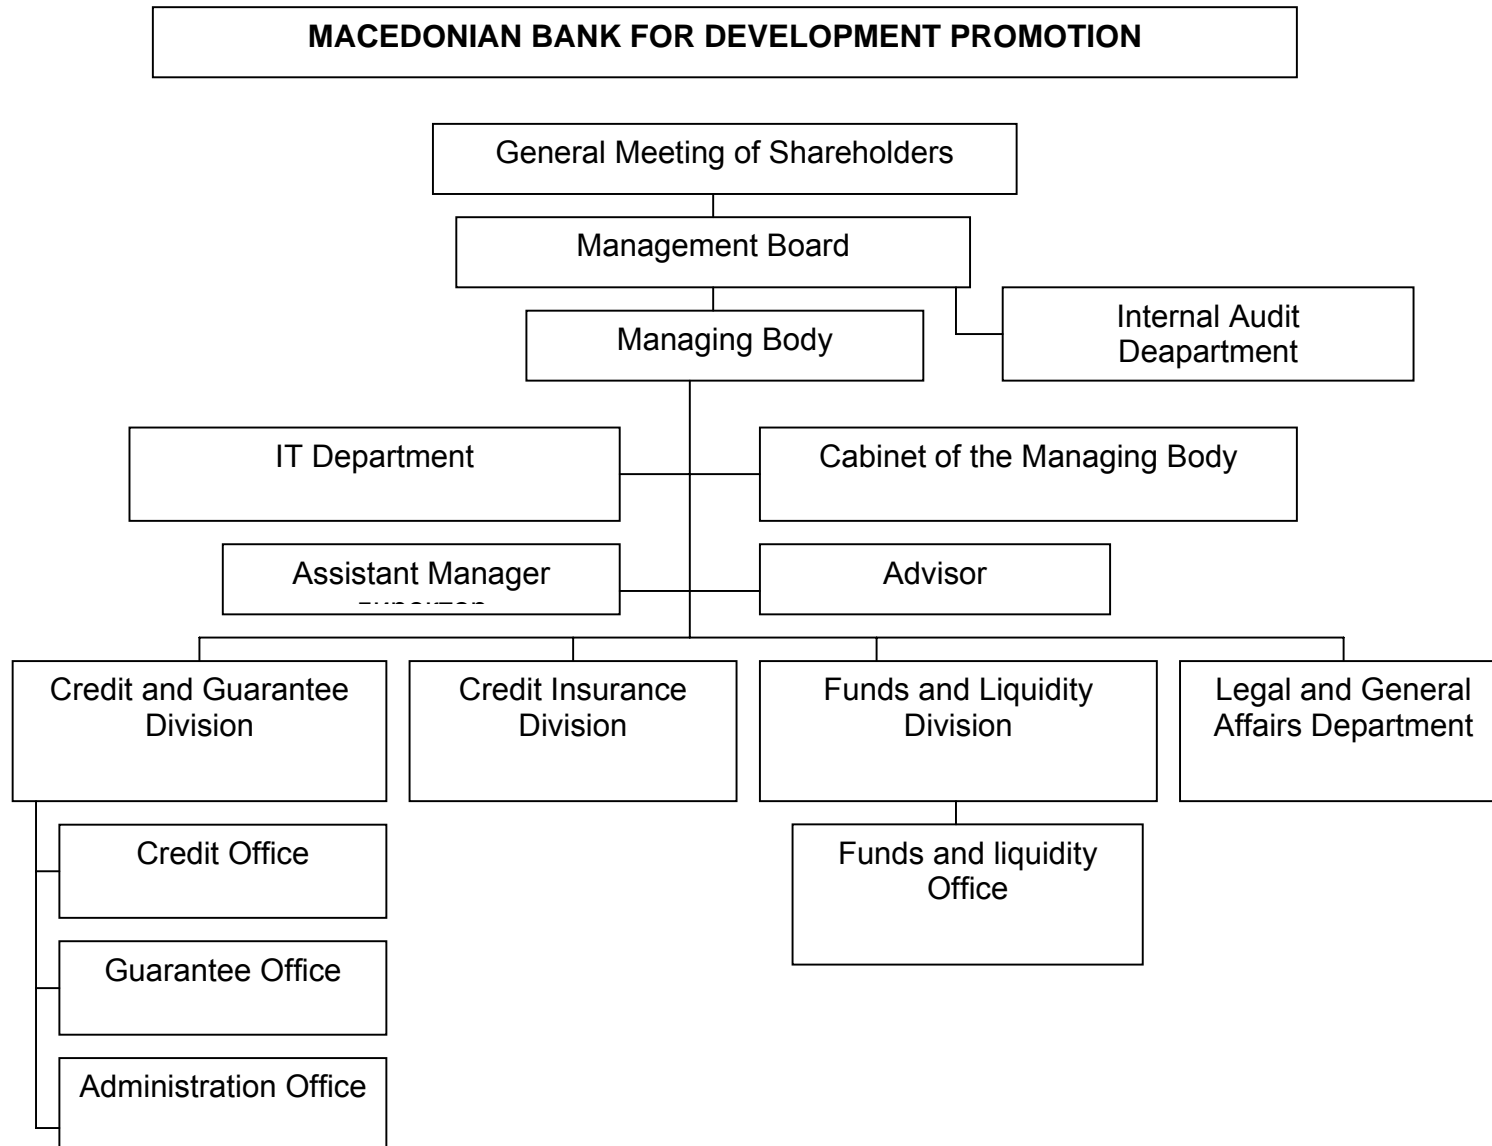 MACEDONIAN BANK FOR DEVELOPMENT PROMOTION
General Meeting of Shareholders
Management Board
Internal Audit
Deapartment
Managing Body
IT Department
Cabinet of the Managing Body
Assistant Manager
Advisor
Credit and Guarantee
Division
Credit Insurance
Division
Funds and Liquidity
Division
Legal and General
Affairs Department
Credit Office
Funds and liquidity
Office
Guarantee Office
Administration Office